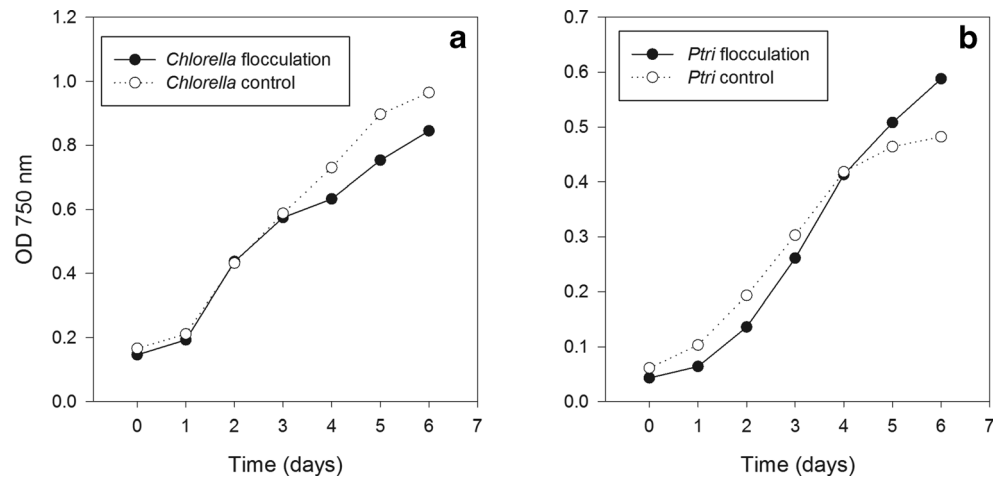 a
Chlorella flocculation
Chlorella control
OD 750 nm
1.2
1.0
0.8
0.6
0.4
0.2
0.0
0 1 2 3 4 5 6 7
Time (days)
b
Ptri flocculation
Ptri control
0.7
0.6
0.5
0.4
0.3
0.2
0.1
0.0
0 1 2 3 4 5 6 7
Time (days)